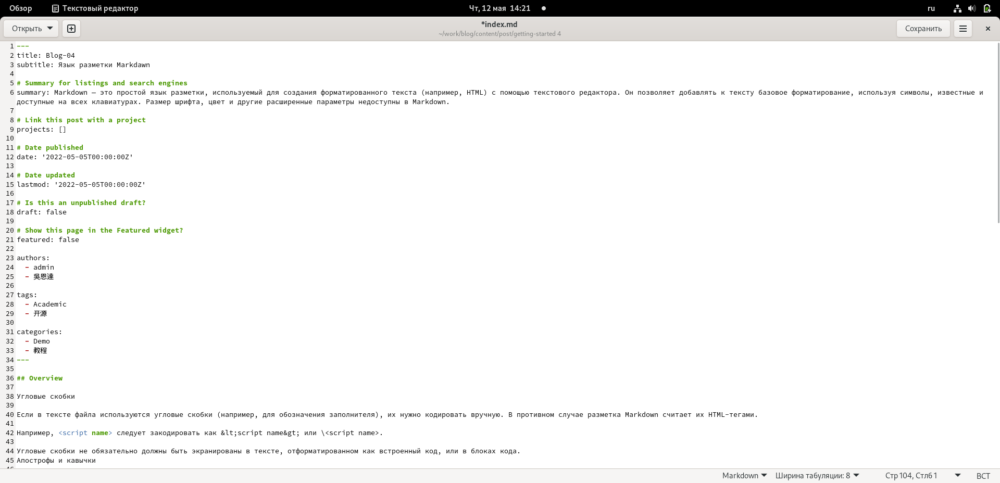 Обзор
Текстовый редактор
Чт, 12 мая 14:21
ru
Открыть
*index.md
~/work/blog/content/post/getting-started 4
Сохранить
1 ---
2 title: Blog-04
3 subtitle: Язык разметки Markdawn
4
5 # Summary for listings and search engines
6 summary: Markdown — это простой язык разметки, используемый для создания форматированного текста (например, HTML) с помощью текстового редактора. Он позволяет добавлять к тексту базовое форматирование, используя символы, известные и
доступные на всех клавиатурах. Размер шрифта, цвет и другие расширенные параметры недоступны в Markdown.
7
8 # Link this post with a project
9 projects: []
10
11 # Date published
12 date: '2022-05-05T00:00:00Z'
13
14 # Date updated
15 lastmod: '2022-05-05T00:00:00Z'
16
17 # Is this an unpublished draft?
18 draft: false
19
20 # Show this page in the Featured widget?
21 featured: false
22
23 authors:
24   - admin
25   - 吳恩達
26
27 tags:
28   - Academic
29   - 开源
30
31 categories:
32   - Demo
33   - 教程
34 ---
35
36 ## Overview
37
38 Угловые скобки
39
40 Если в тексте файла используются угловые скобки (например, для обозначения заполнителя), их нужно кодировать вручную. В противном случае разметка Markdown считает их HTML-тегами.
41
42 Например, <script name> следует закодировать как &lt;script name&gt; или \<script name>.
43
44 Угловые скобки не обязательно должны быть экранированы в тексте, отформатированном как встроенный код, или в блоках кода.
45 Апострофы и кавычки
46
Markdown
Ширина табуляции: 8
Стр 104, Стлб 1
ВСТ